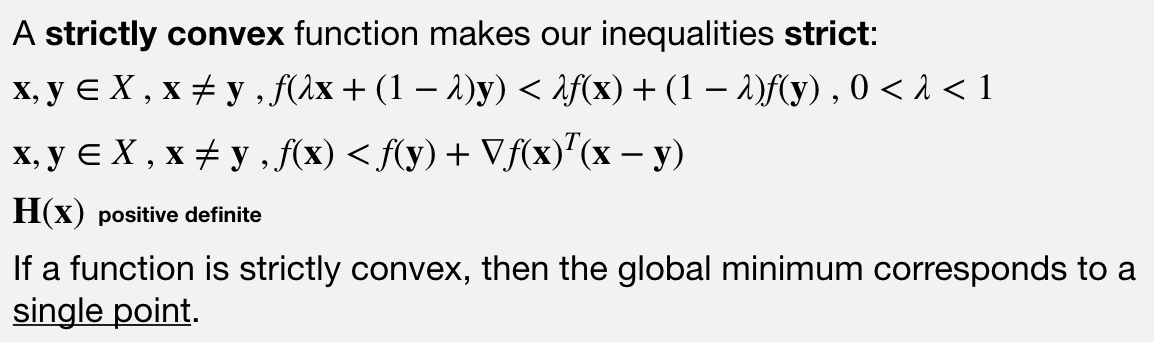 A strictly convex function makes our inequalities strict:
x, y ∈ X , x ≠ y , f(λx + (1 − λ)y) < λf(x) + (1 − λ)f(y) , 0 < λ < 1
x, y ∈ X , x ≠ y , f(x) < f(y) + ∇f(x)ᵀ(x − y)
H(x) positive definite
If a function is strictly convex, then the global minimum corresponds to a
single point.